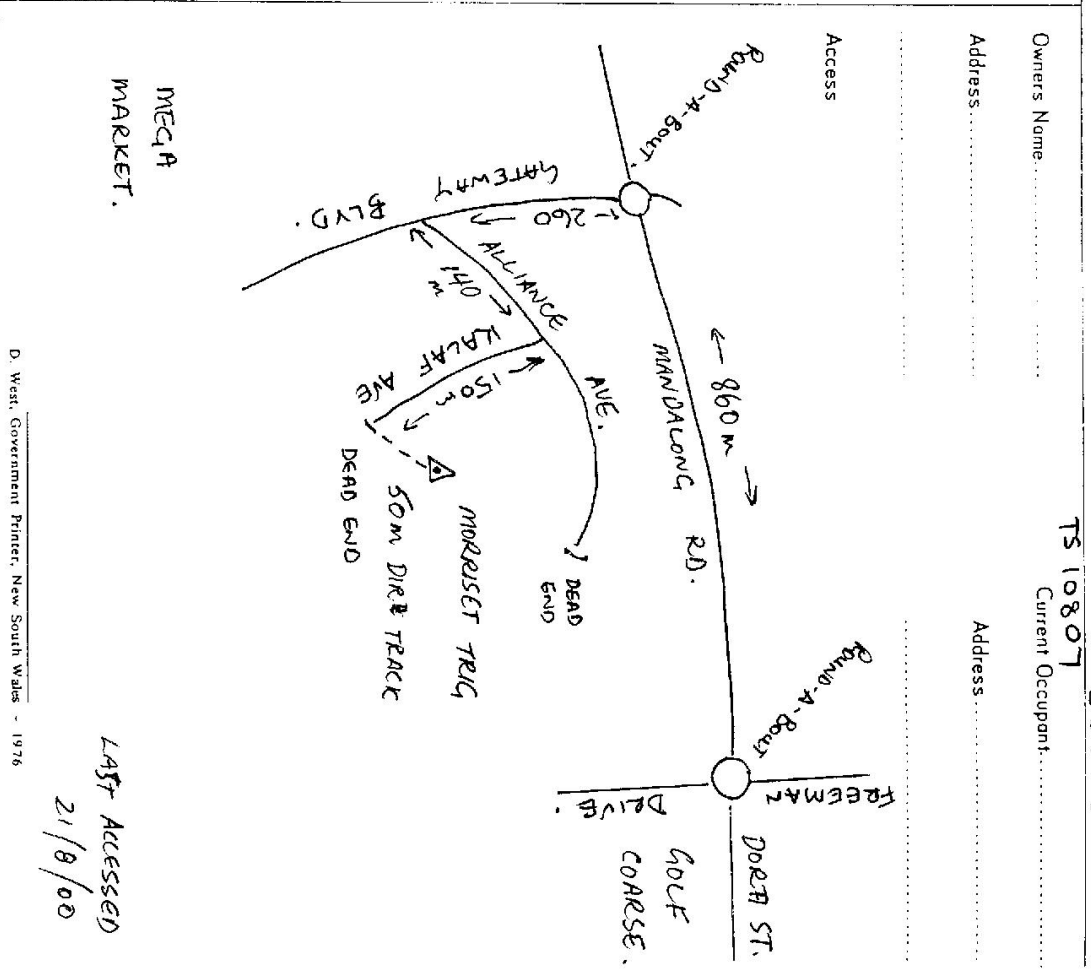 TS 10807
Owners Name
Current Occupant
Address
Address
Access
ROUND-A-BOUT.
ROUND-A-BOUT
← 860 m →
MANDALONG RD.
FREEMAN DRIVE.
DORA ST.
GOLF
COARSE.
GATEWAY BLVD.
← 260 →
ALLIANCE AVE.
← 140 →
m
KALAF AVE
← 150m →
DEAD
END
MORRISET TRIG
50m DIRT TRACK
DEAD END
MEGA
MARKET.
LAST ACCESSED
21/8/00
D. West, Government Printer, New South Wales - 1976